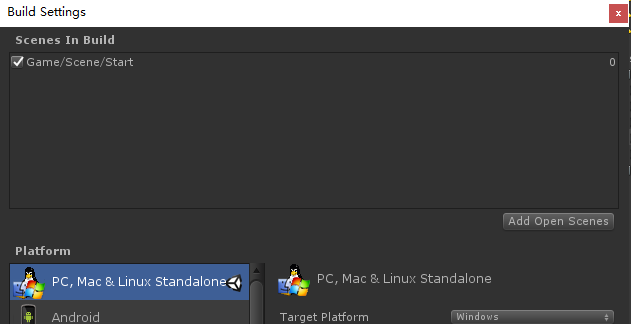 Build Settings
x
Scenes In Build
Game/Scene/Start 0
Add Open Scenes
Platform
PC, Mac & Linux Standalone
PC, Mac & Linux Standalone
Android
Target Platform Windows